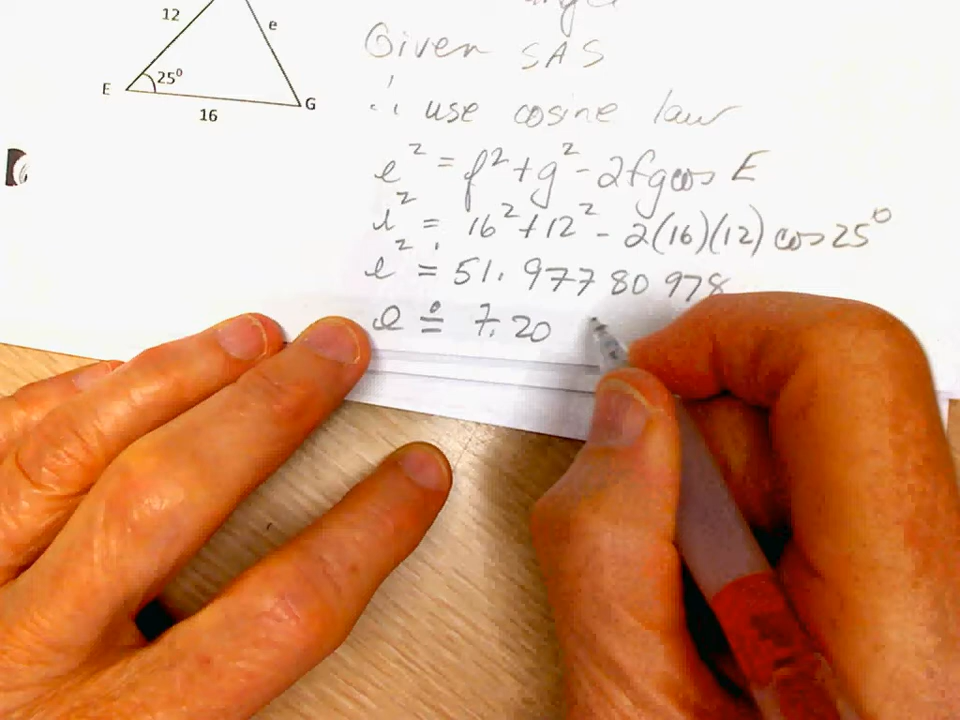 12
e
E
25°
G
16
Given SAS
∴ use cosine law
e² = f² + g² - 2fg cos E
e² = 16² + 12² - 2(16)(12) cos 25°
e² = 51.97780978
e ≐ 7.20